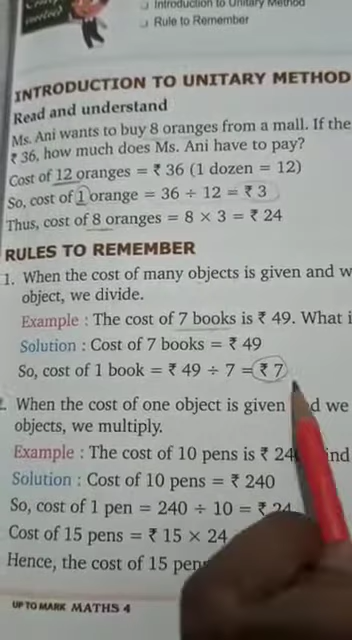 Introduction to Unitary Method
Rule to Remember
INTRODUCTION TO UNITARY METHOD
Read and understand
Ms. Ani wants to buy 8 oranges from a mall. If the
₹ 36, how much does Ms. Ani have to pay?
Cost of 12 oranges = ₹ 36 (1 dozen = 12)
So, cost of 1 orange = 36 ÷ 12 = ₹ 3
Thus, cost of 8 oranges = 8 × 3 = ₹ 24
RULES TO REMEMBER
1. When the cost of many objects is given and w
object, we divide.
Example : The cost of 7 books is ₹ 49. What i
Solution : Cost of 7 books = ₹ 49
So, cost of 1 book = ₹ 49 ÷ 7 = ₹ 7
2. When the cost of one object is given and we
objects, we multiply.
Example : The cost of 10 pens is ₹ 24
Solution : Cost of 10 pens = ₹ 240
So, cost of 1 pen = 240 ÷ 10 = ₹ 24
Cost of 15 pens = ₹ 15 × 24
Hence, the cost of 15 pen
UP TO MARK MATHS 4